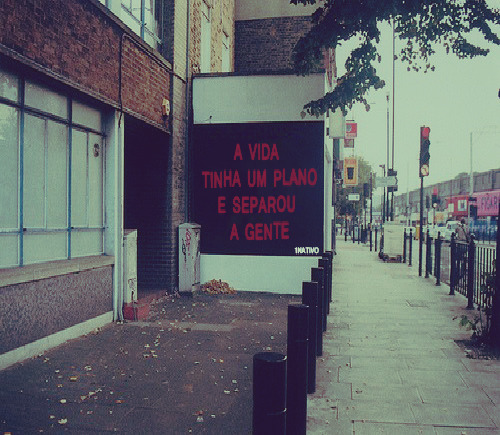 A VIDA
TINHA UM PLANO
E SEPAROU
A GENTE
1NATIVO